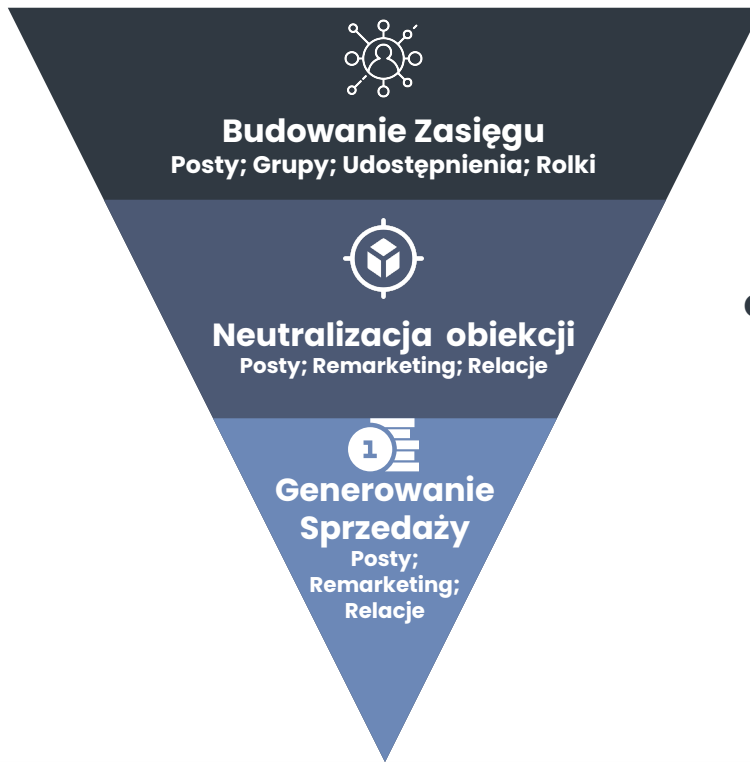 Budowanie Zasięgu
Posty; Grupy; Udostępnienia; Rolki
Neutralizacja obiekcji
Posty; Remarketing; Relacje
1
Generowanie
Sprzedaży
Posty;
Remarketing;
Relacje